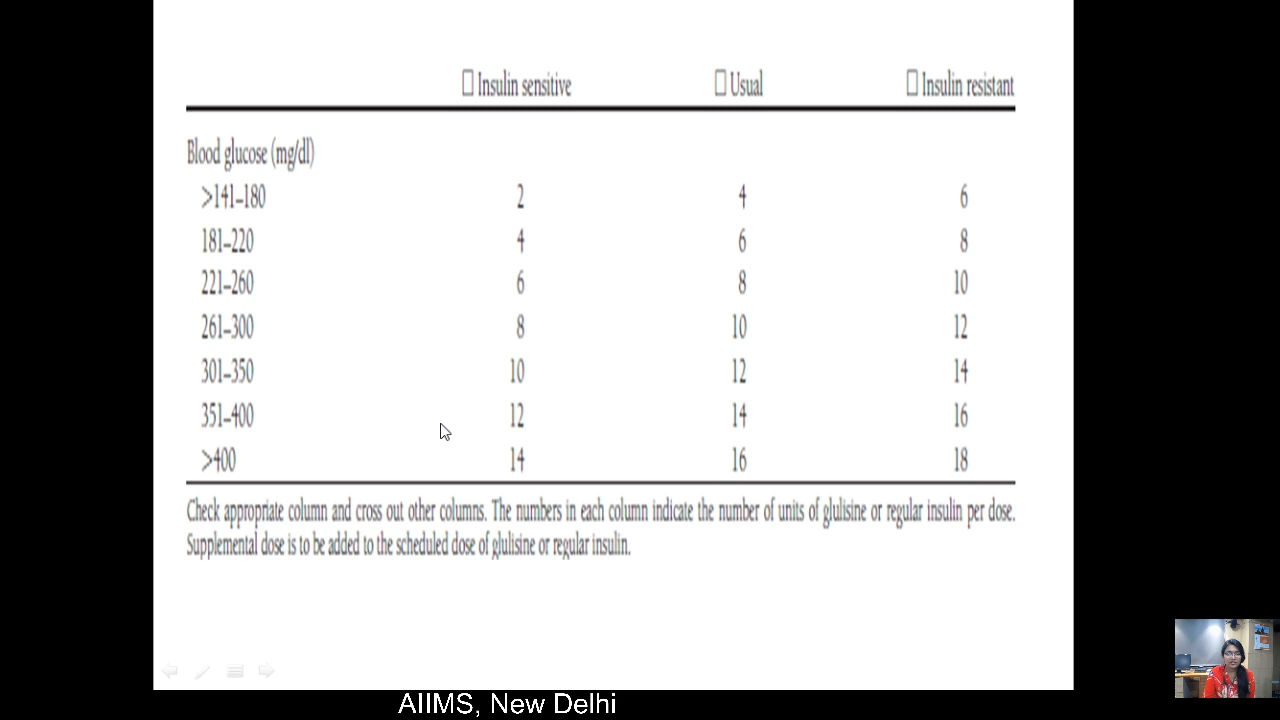 ☐ Insulin sensitive ☐ Usual ☐ Insulin resistant
Blood glucose (mg/dl)
>141–180 2 4 6
181–220 4 6 8
221–260 6 8 10
261–300 8 10 12
301–350 10 12 14
351–400 12 14 16
>400 14 16 18
Check appropriate column and cross out other columns. The numbers in each column indicate the number of units of glulisine or regular insulin per dose.
Supplemental dose is to be added to the scheduled dose of glulisine or regular insulin.
AIIMS, New Delhi